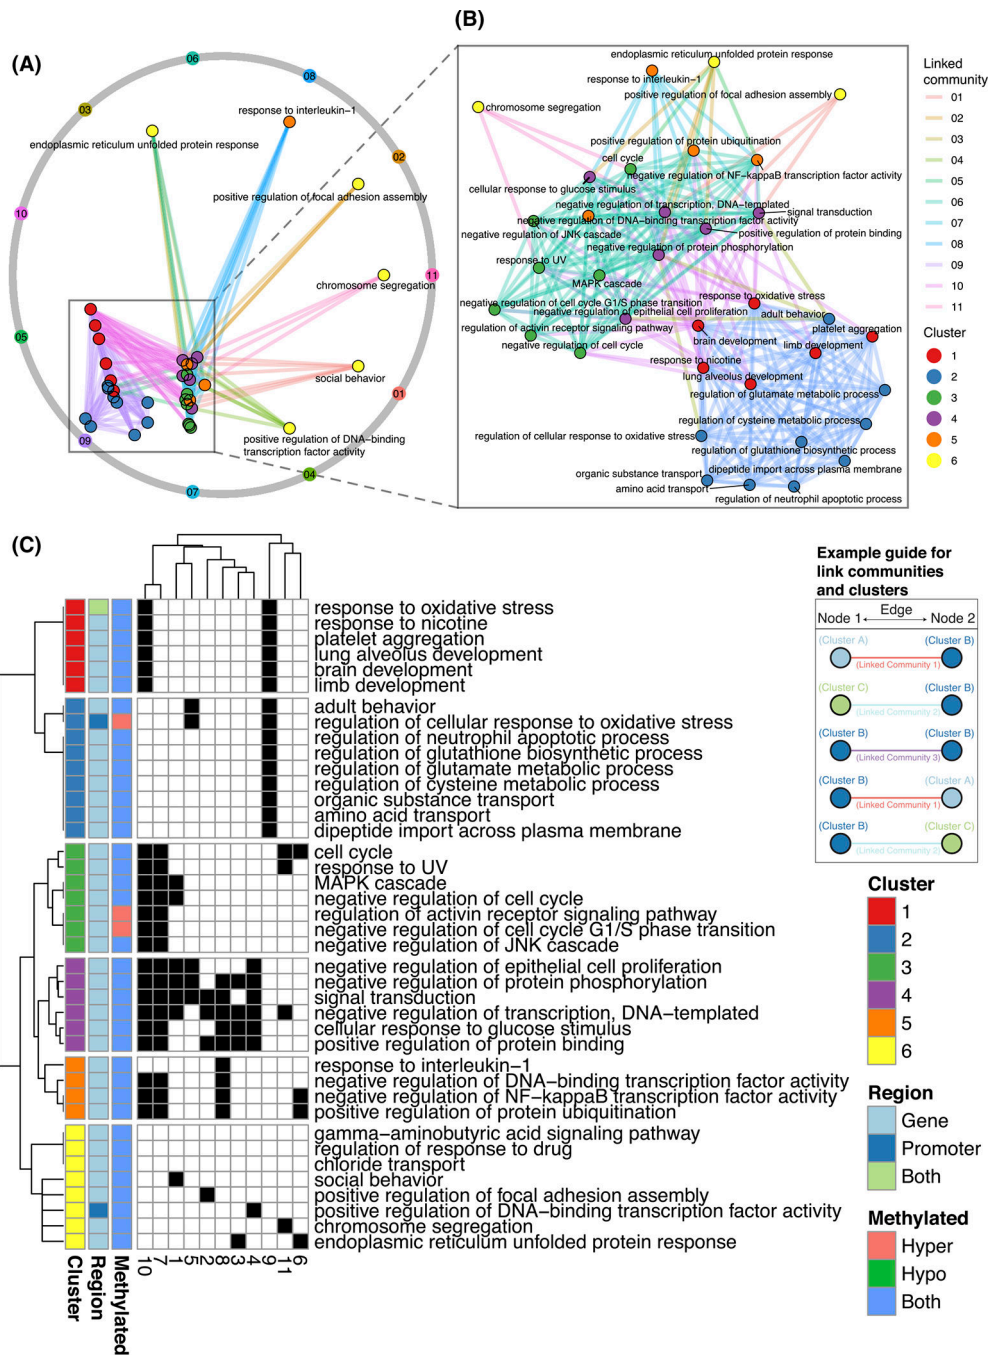 (A)
06
08
03
02
10
11
05
01
09
04
07
response to interleukin−1
endoplasmic reticulum unfolded protein response
positive regulation of focal adhesion assembly
chromosome segregation
social behavior
positive regulation of DNA−binding
transcription factor activity
(B)
endoplasmic reticulum unfolded protein response
response to interleukin−1
positive regulation of focal adhesion assembly
chromosome segregation
positive regulation of protein ubiquitination
cell cycle
negative regulation of NF−kappaB transcription factor activity
cellular response to glucose stimulus
negative regulation of transcription, DNA−templated
signal transduction
negative regulation of DNA−binding transcription factor activity
negative regulation of JNK cascade
positive regulation of protein binding
negative regulation of protein phosphorylation
response to UV
MAPK cascade
response to oxidative stress
negative regulation of cell cycle G1/S phase transition
negative regulation of epithelial cell proliferation
adult behavior
regulation of activin receptor signaling pathway
platelet aggregation
brain development
limb development
negative regulation of cell cycle
response to nicotine
lung alveolus development
regulation of glutamate metabolic process
regulation of cysteine metabolic process
regulation of cellular response to oxidative stress
regulation of glutathione biosynthetic process
dipeptide import across plasma membrane
organic substance transport
amino acid transport
regulation of neutrophil apoptotic process
Linked
community
01
02
03
04
05
06
07
08
09
10
11
Cluster
1
2
3
4
5
6
(C)
response to oxidative stress
response to nicotine
platelet aggregation
lung alveolus development
brain development
limb development
adult behavior
regulation of cellular response to oxidative stress
regulation of neutrophil apoptotic process
regulation of glutathione biosynthetic process
regulation of glutamate metabolic process
regulation of cysteine metabolic process
organic substance transport
amino acid transport
dipeptide import across plasma membrane
cell cycle
response to UV
MAPK cascade
negative regulation of cell cycle
regulation of activin receptor signaling pathway
negative regulation of cell cycle G1/S phase transition
negative regulation of JNK cascade
negative regulation of epithelial cell proliferation
negative regulation of protein phosphorylation
signal transduction
negative regulation of transcription, DNA−templated
cellular response to glucose stimulus
positive regulation of protein binding
response to interleukin−1
negative regulation of DNA−binding transcription factor activity
negative regulation of NF−kappaB transcription factor activity
positive regulation of protein ubiquitination
gamma−aminobutyric acid signaling pathway
regulation of response to drug
chloride transport
social behavior
positive regulation of focal adhesion assembly
positive regulation of DNA−binding transcription factor activity
chromosome segregation
endoplasmic reticulum unfolded protein response
Cluster
Region
Methylated
10
7
1
5
2
8
3
4
9
11
6
Example guide for
link communities
and clusters
Node 1 Edge Node 2
(Cluster A) (Cluster B)
(Linked Community 1)
(Cluster C) (Cluster B)
(Linked Community 2)
(Cluster B) (Cluster B)
(Linked Community 3)
(Cluster B) (Cluster A)
(Linked Community 1)
(Cluster B) (Cluster C)
(Linked Community 2)
Cluster
1
2
3
4
5
6
Region
Gene
Promoter
Both
Methylated
Hyper
Hypo
Both